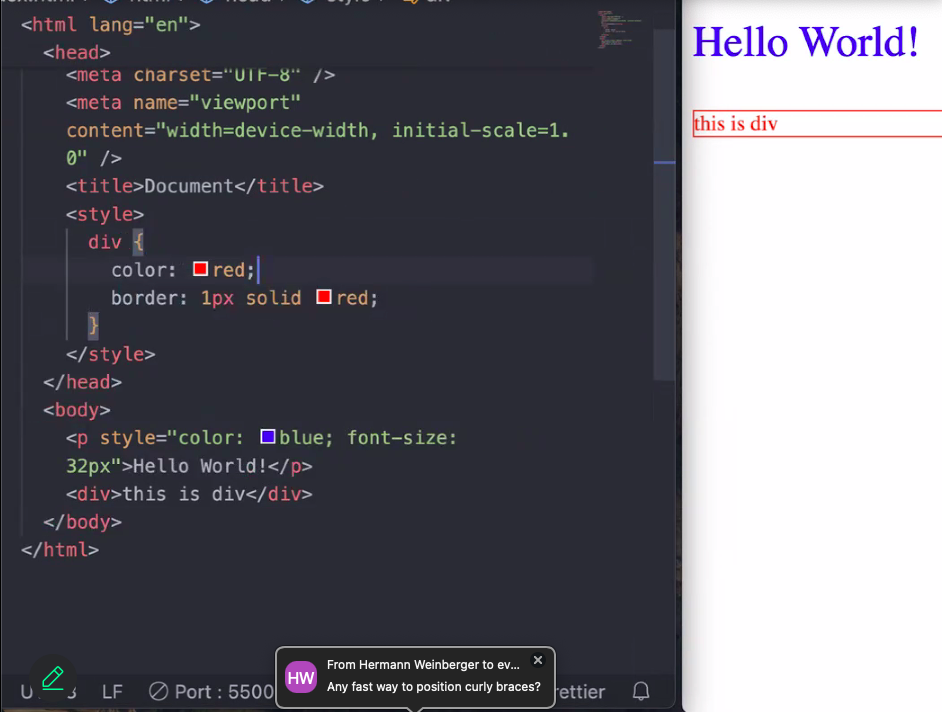 <html lang="en">
<head>
<meta charset="UTF-8" />
<meta name="viewport"
content="width=device-width, initial-scale=1.
0" />
<title>Document</title>
<style>
div {
color: red;
border: 1px solid red;
}
</style>
</head>
<body>
<p style="color: blue; font-size:
32px">Hello World!</p>
<div>this is div</div>
</body>
</html>
Hello World!
this is div
HW
From Hermann Weinberger to ev...
Any fast way to position curly braces?
LF Port : 5500 rettier